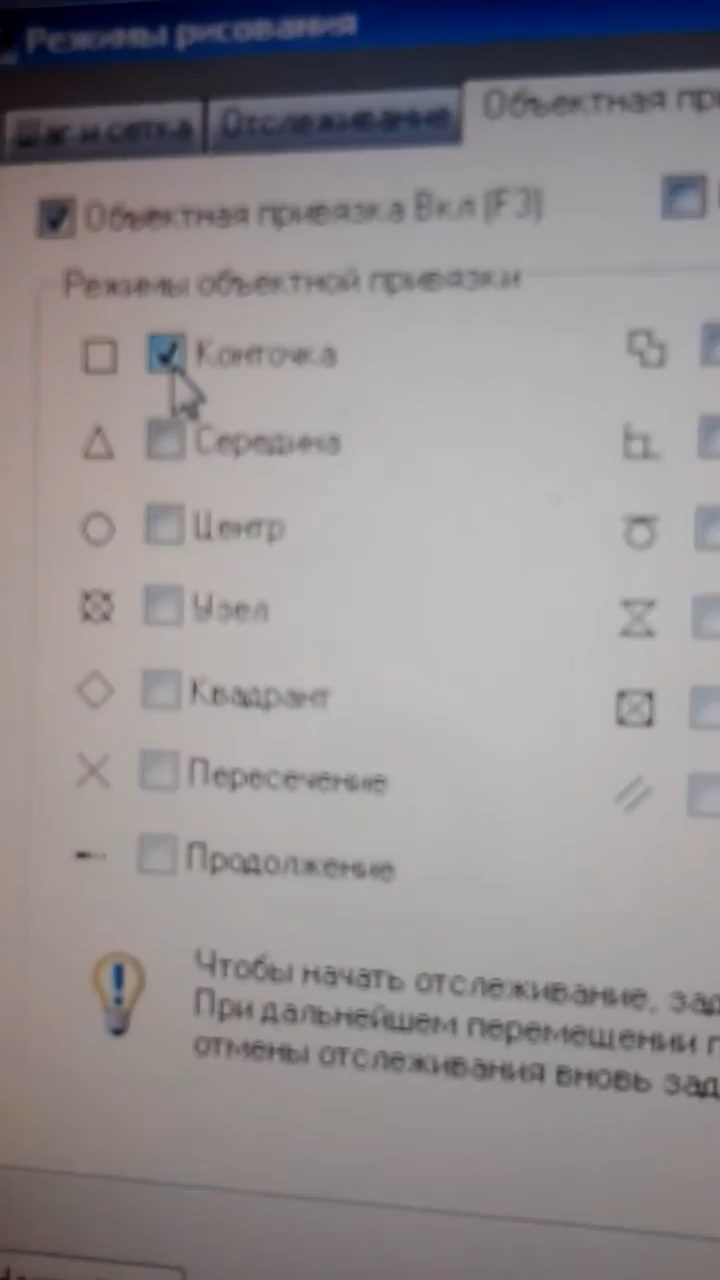 Режимы рисования
Шаг и сетка
Отслеживание
Объектная
Объектная привязка Вкл (F3)
Режимы объектной привязки
Конточка
Середина
Центр
Узел
Квадрант
Пересечение
Продолжение
Чтобы начать отслеживание,
При дальнейшем перемещении
отмены отслеживания вновь